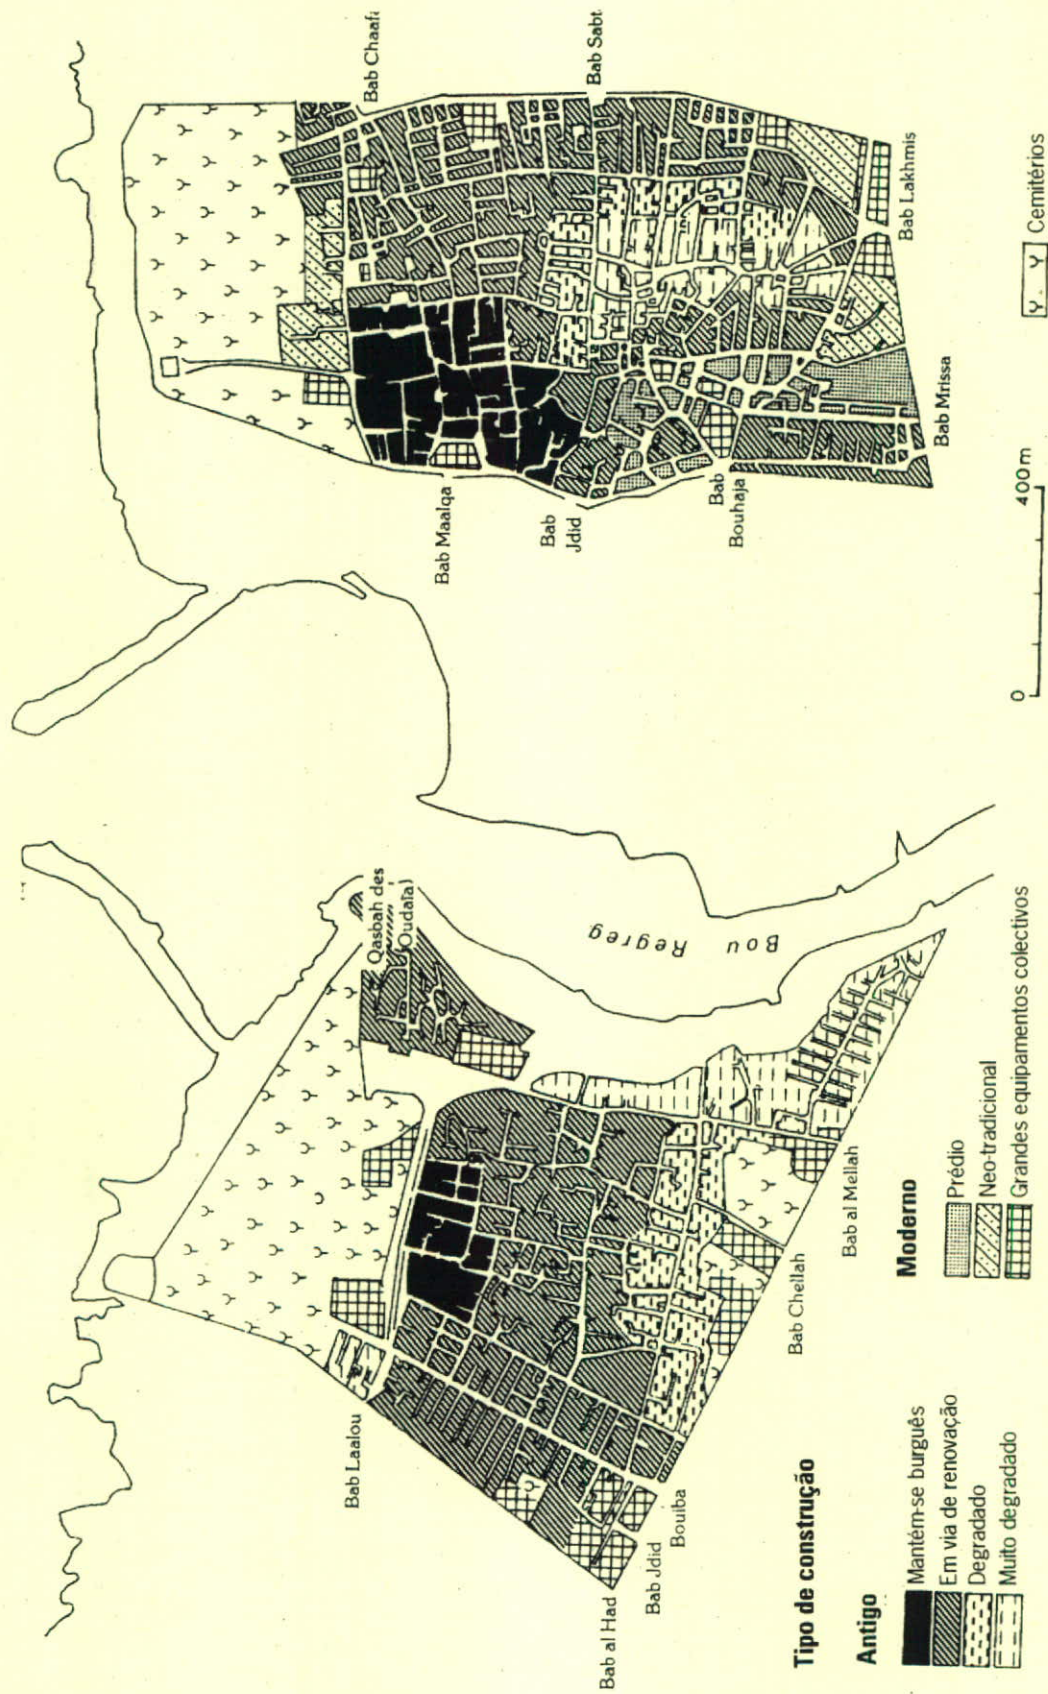 Bab Chaafa
Bab Sabt
Bab Lakhmis
Bab Mrissa
Bab
Bouhaja
Bab
Jdid
Bab Maalqa
0
400m
Y Y Cemitérios
Qasbah des
Oudaïa)
Bou
Regreg
Bab Laalou
Bab al Had
Bab Jdid
Bouiba
Bab Chellah
Bab al Mellah
Tipo de construção
Antigo
Mantém-se burguês
Em via de renovação
Degradado
Muito degradado
Moderno
Prédio
Neo-tradicional
Grandes equipamentos colectivos